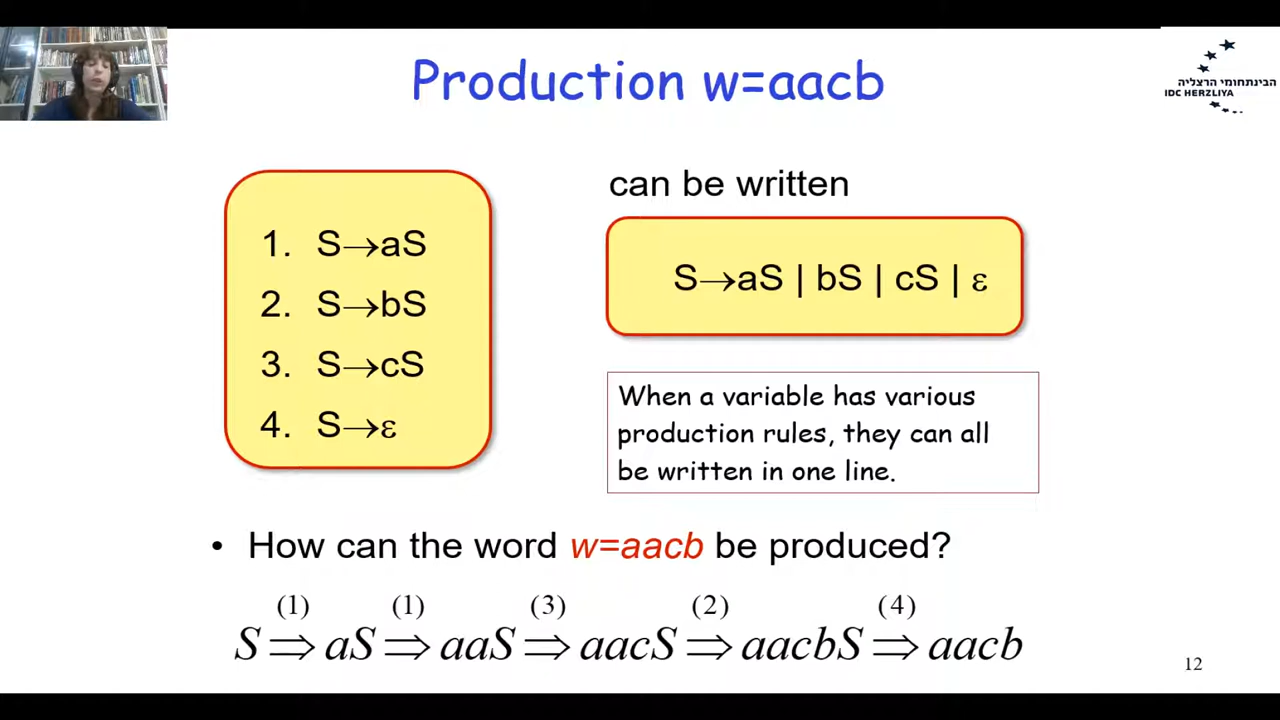 Production w=aacb
הבינתחומי הרצליה
IDC HERZLIYA
1. S→aS
2. S→bS
3. S→cS
4. S→ε
can be written
S→aS | bS | cS | ε
When a variable has various
production rules, they can all
be written in one line.
• How can the word w=aacb be produced?
(1) (1) (3) (2) (4)
S ⇒ aS ⇒ aaS ⇒ aacS ⇒ aacbS ⇒ aacb
12